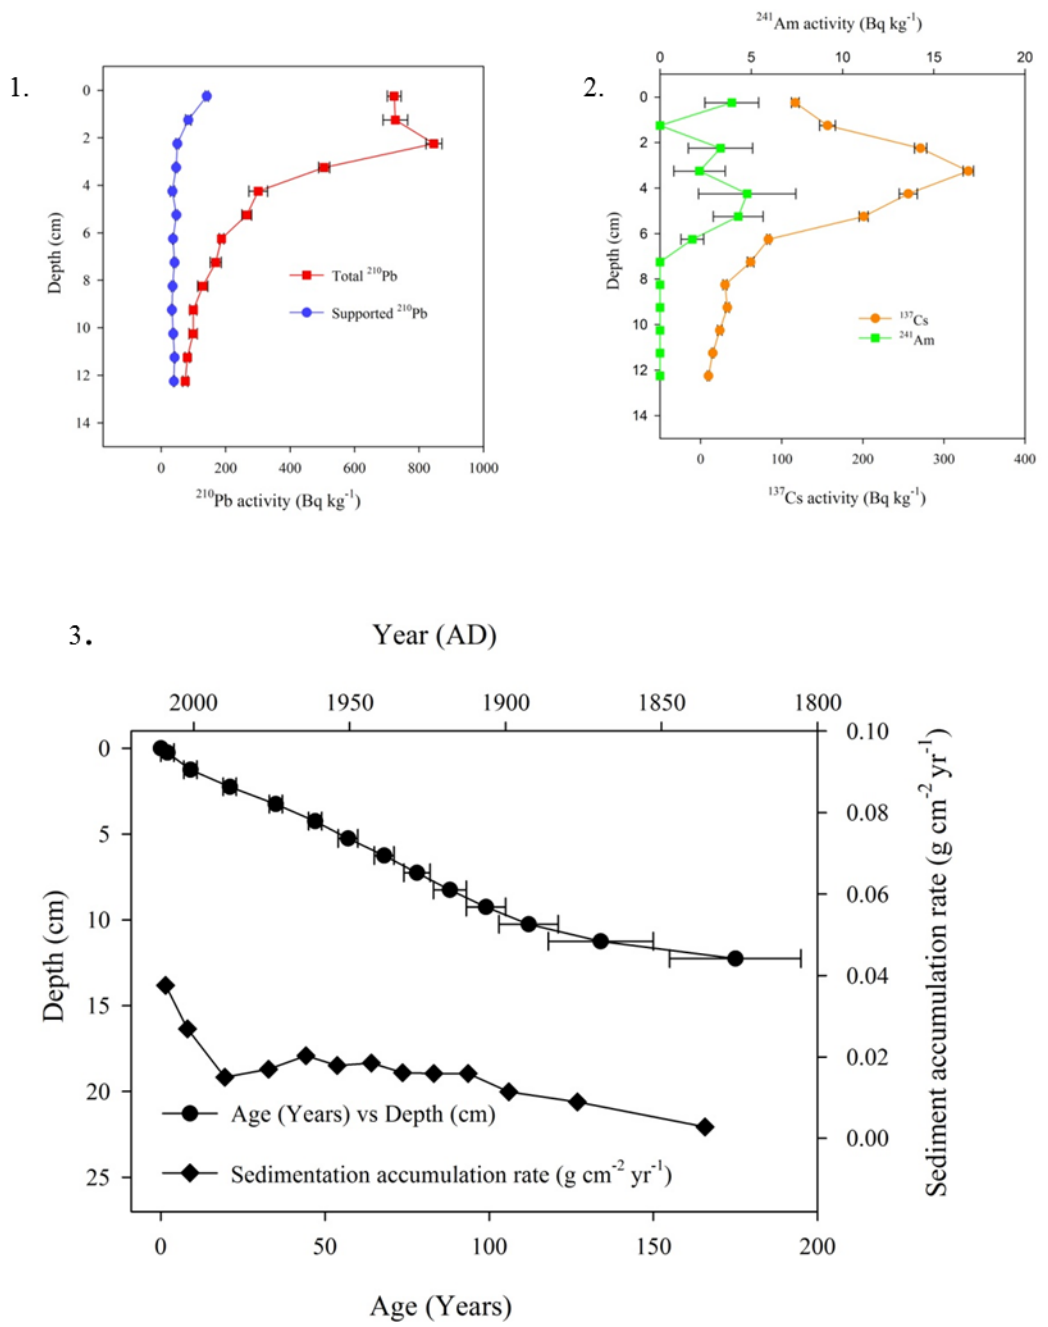 1.
0
2
4
6
8
10
12
14
Depth (cm)
Total ²¹⁰Pb
Supported ²¹⁰Pb
0 200 400 600 800 1000
²¹⁰Pb activity (Bq kg⁻¹)
2.
²⁴¹Am activity (Bq kg⁻¹)
0 5 10 15 20
0
2
4
6
8
10
12
14
Depth (cm)
¹³⁷Cs
²⁴¹Am
0 100 200 300 400
¹³⁷Cs activity (Bq kg⁻¹)
3.
Year (AD)
2000 1950 1900 1850 1800
0
5
10
15
20
25
Depth (cm)
0.10
0.08
0.06
0.04
0.02
0.00
Sediment accumulation rate (g cm⁻² yr⁻¹)
Age (Years) vs Depth (cm)
Sedimentation accumulation rate (g cm⁻² yr⁻¹)
0 50 100 150 200
Age (Years)